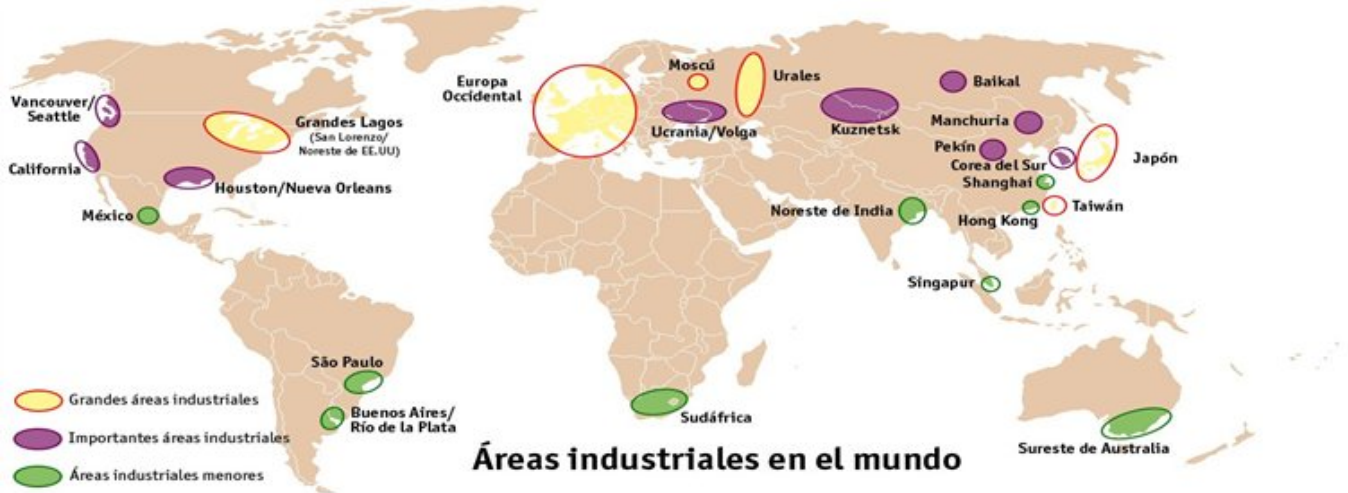 Vancouver/
Seattle
California
México
Grandes Lagos
(San Lorenzo/
Noreste de EE.UU)
Houston/Nueva Orleans
São Paulo
Buenos Aires/
Río de la Plata
Europa
Occidental
Moscú
Urales
Ucrania/Volga
Kuznetsk
Baikal
Manchuria
Pekín
Corea del Sur
Shanghai
Japón
Noreste de India
Hong Kong
Taiwán
Singapur
Sudáfrica
Sureste de Australia
Grandes áreas industriales
Importantes áreas industriales
Áreas industriales menores
Áreas industriales en el mundo